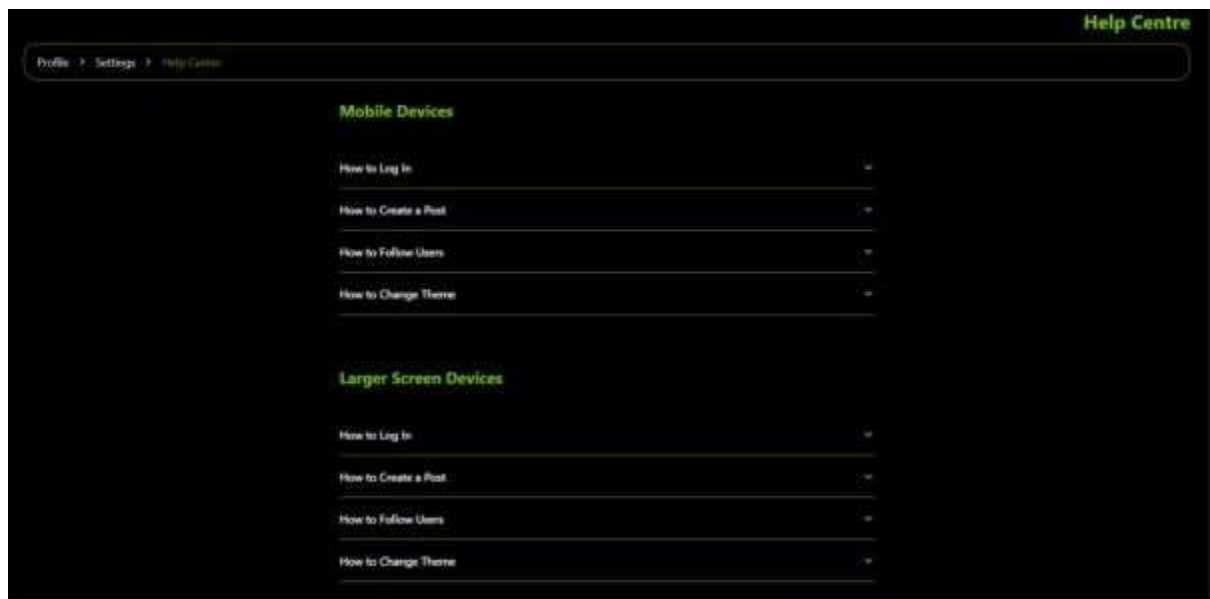 Help Centre
Profile > Settings > Help Center
Mobile Devices
How to Log In
How to Create a Post
How to Follow Users
How to Change Theme
Larger Screen Devices
How to Log In
How to Create a Post
How to Follow Users
How to Change Theme